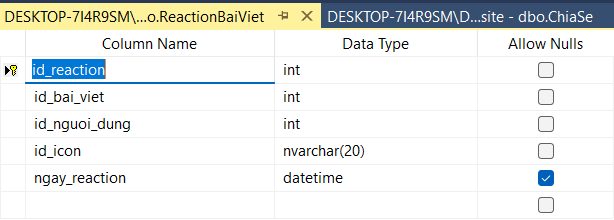 DESKTOP-7I4R9SM\...o.ReactionBaiViet DESKTOP-7I4R9SM\D...site - dbo.ChiaSe
Column Name Data Type Allow Nulls
id_reaction int
id_bai_viet int
id_nguoi_dung int
id_icon nvarchar(20)
ngay_reaction datetime